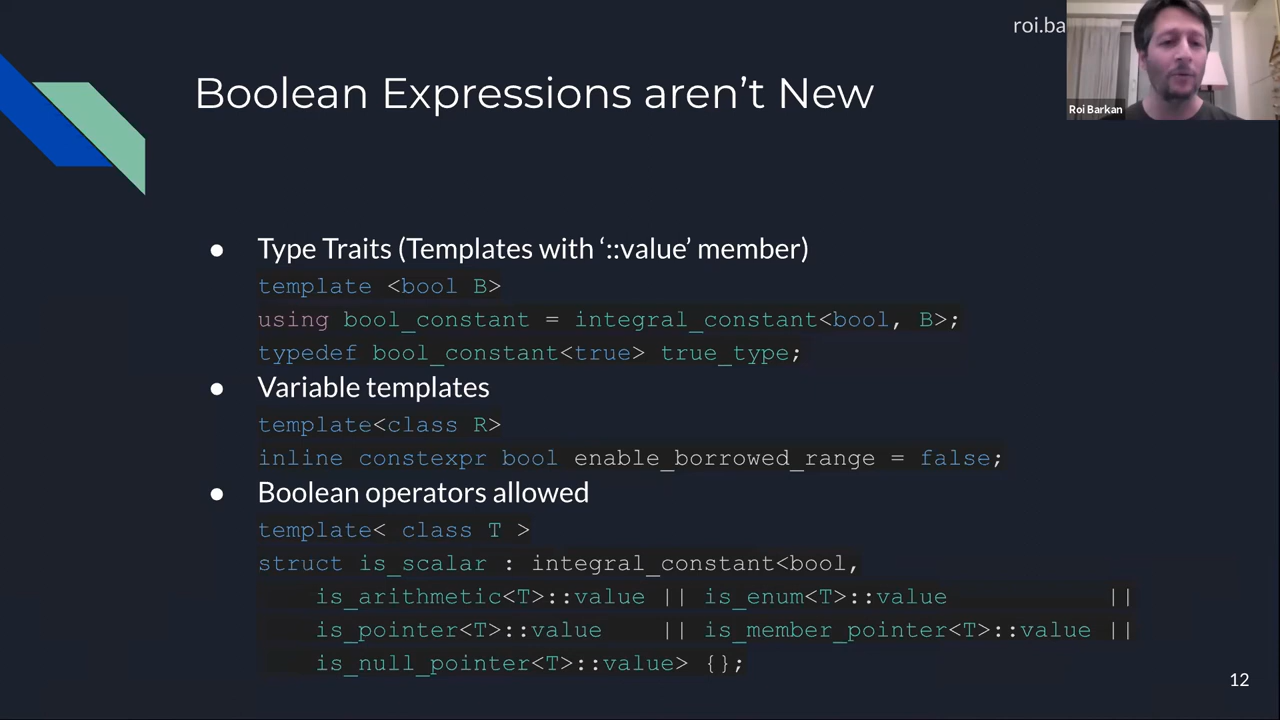 roi.ba
Roi Barkan
Boolean Expressions aren’t New
● Type Traits (Templates with ‘::value’ member)
template <bool B>
using bool_constant = integral_constant<bool, B>;
typedef bool_constant<true> true_type;
● Variable templates
template<class R>
inline constexpr bool enable_borrowed_range = false;
● Boolean operators allowed
template< class T >
struct is_scalar : integral_constant<bool,
is_arithmetic<T>::value || is_enum<T>::value ||
is_pointer<T>::value || is_member_pointer<T>::value ||
is_null_pointer<T>::value> {};
12